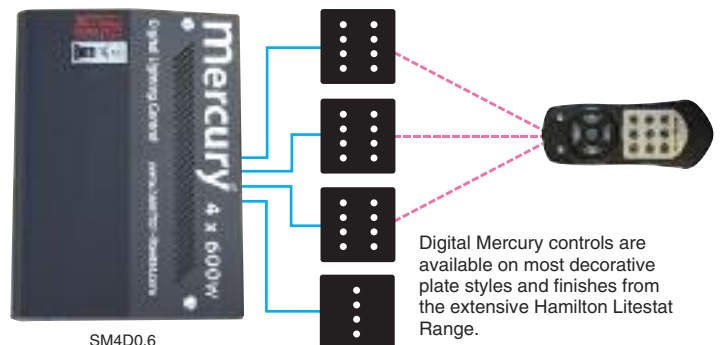 mercury 4 x 600W
Digital Lighting Control
SM4D0.6
Digital Mercury controls are
available on most decorative
plate styles and finishes from
the extensive Hamilton Litestat
Range.